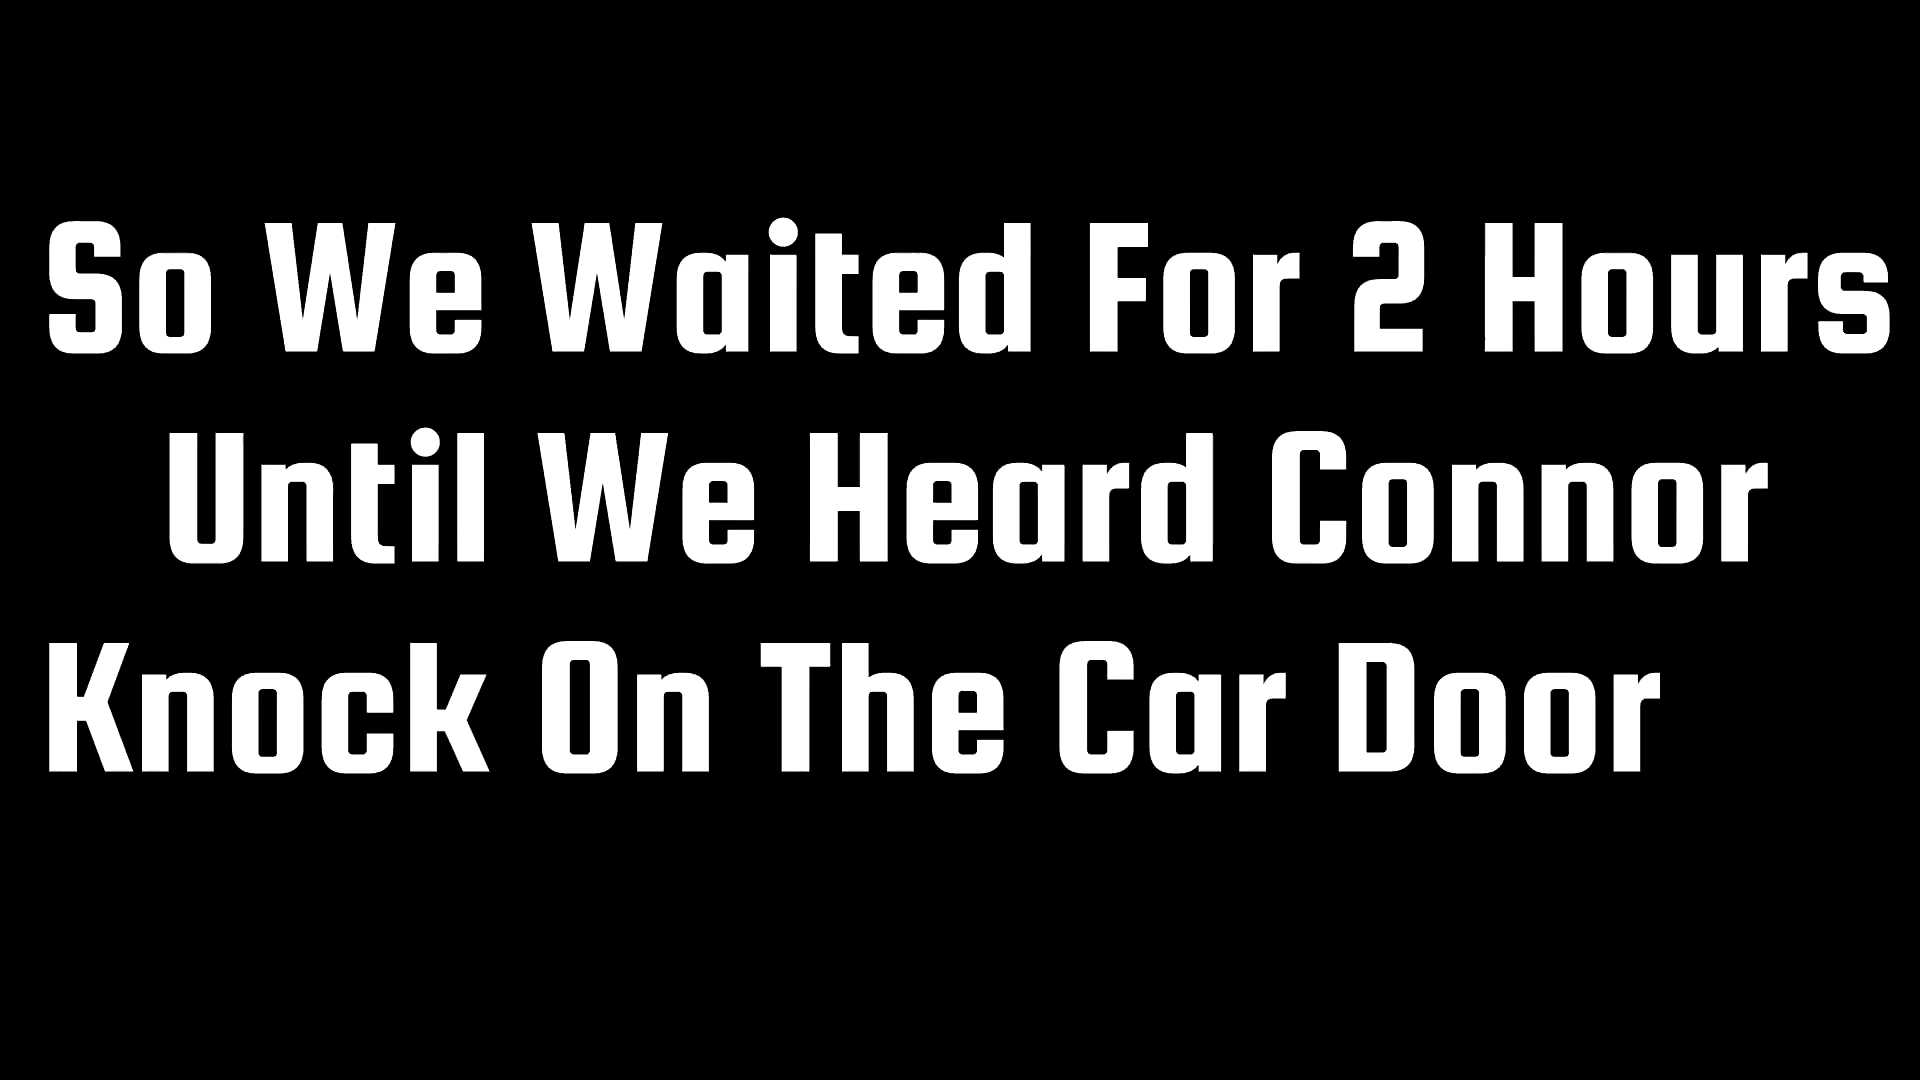 So We Waited For 2 Hours
Until We Heard Connor
Knock On The Car Door